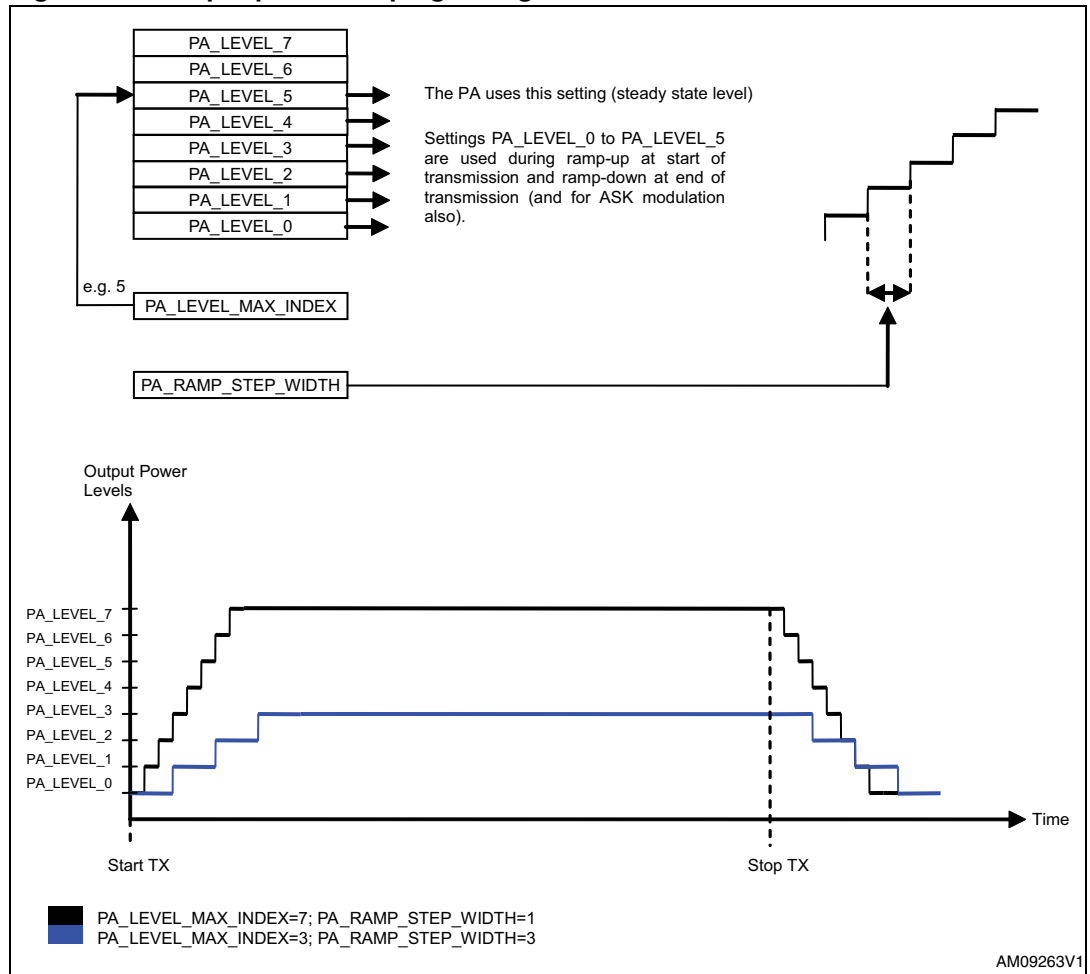 PA_LEVEL_7
PA_LEVEL_6
PA_LEVEL_5
PA_LEVEL_4
PA_LEVEL_3
PA_LEVEL_2
PA_LEVEL_1
PA_LEVEL_0
The PA uses this setting (steady state level)
Settings PA_LEVEL_0 to PA_LEVEL_5
are used during ramp-up at start of
transmission and ramp-down at end of
transmission (and for ASK modulation
also).
e.g. 5
PA_LEVEL_MAX_INDEX
PA_RAMP_STEP_WIDTH
Output Power
Levels
PA_LEVEL_7
PA_LEVEL_6
PA_LEVEL_5
PA_LEVEL_4
PA_LEVEL_3
PA_LEVEL_2
PA_LEVEL_1
PA_LEVEL_0
Time
Start TX
Stop TX
PA_LEVEL_MAX_INDEX=7; PA_RAMP_STEP_WIDTH=1
PA_LEVEL_MAX_INDEX=3; PA_RAMP_STEP_WIDTH=3
AM09263V1